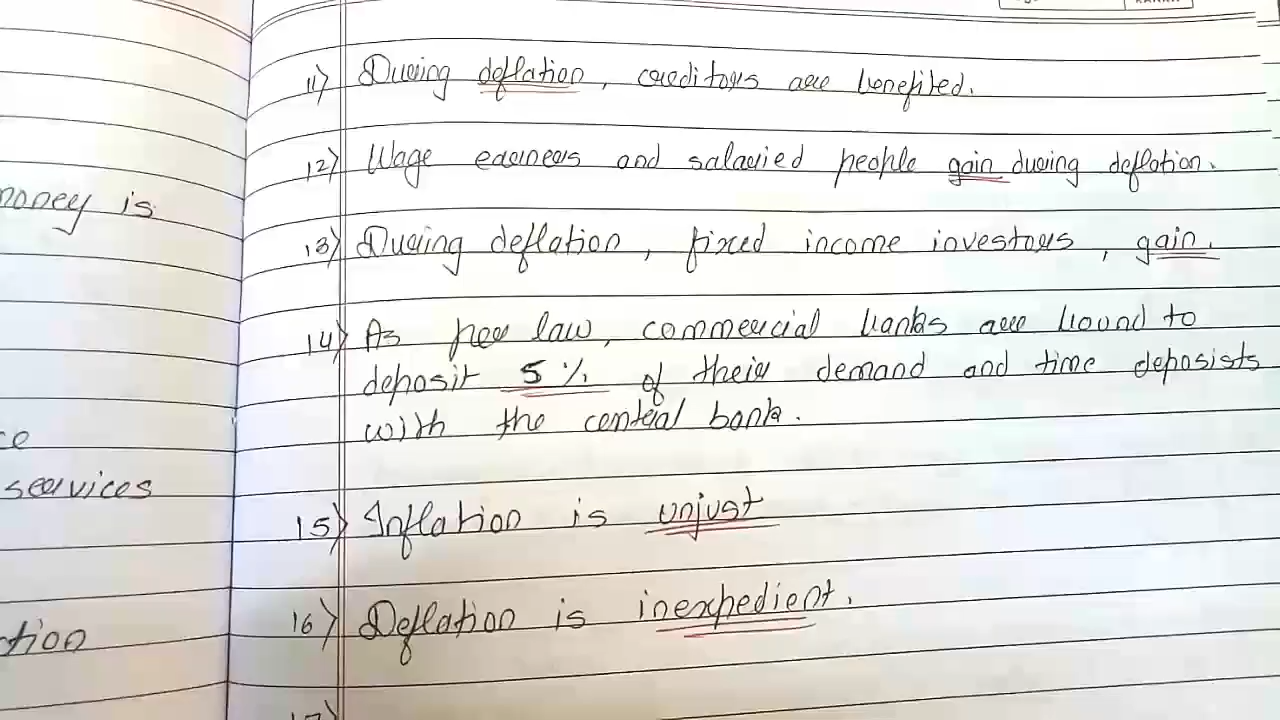 money is
ce
services
tion
11) During deflation, creditors are benefited.
12) Wage earners and salaried people gain during deflation.
13) During deflation, fixed income investors, gain.
14) As per law, commercial banks are bound to
deposit 5% of their demand and time deposists
with the central bank.
15) Inflation is unjust
16) Deflation is inexpedient.
17)